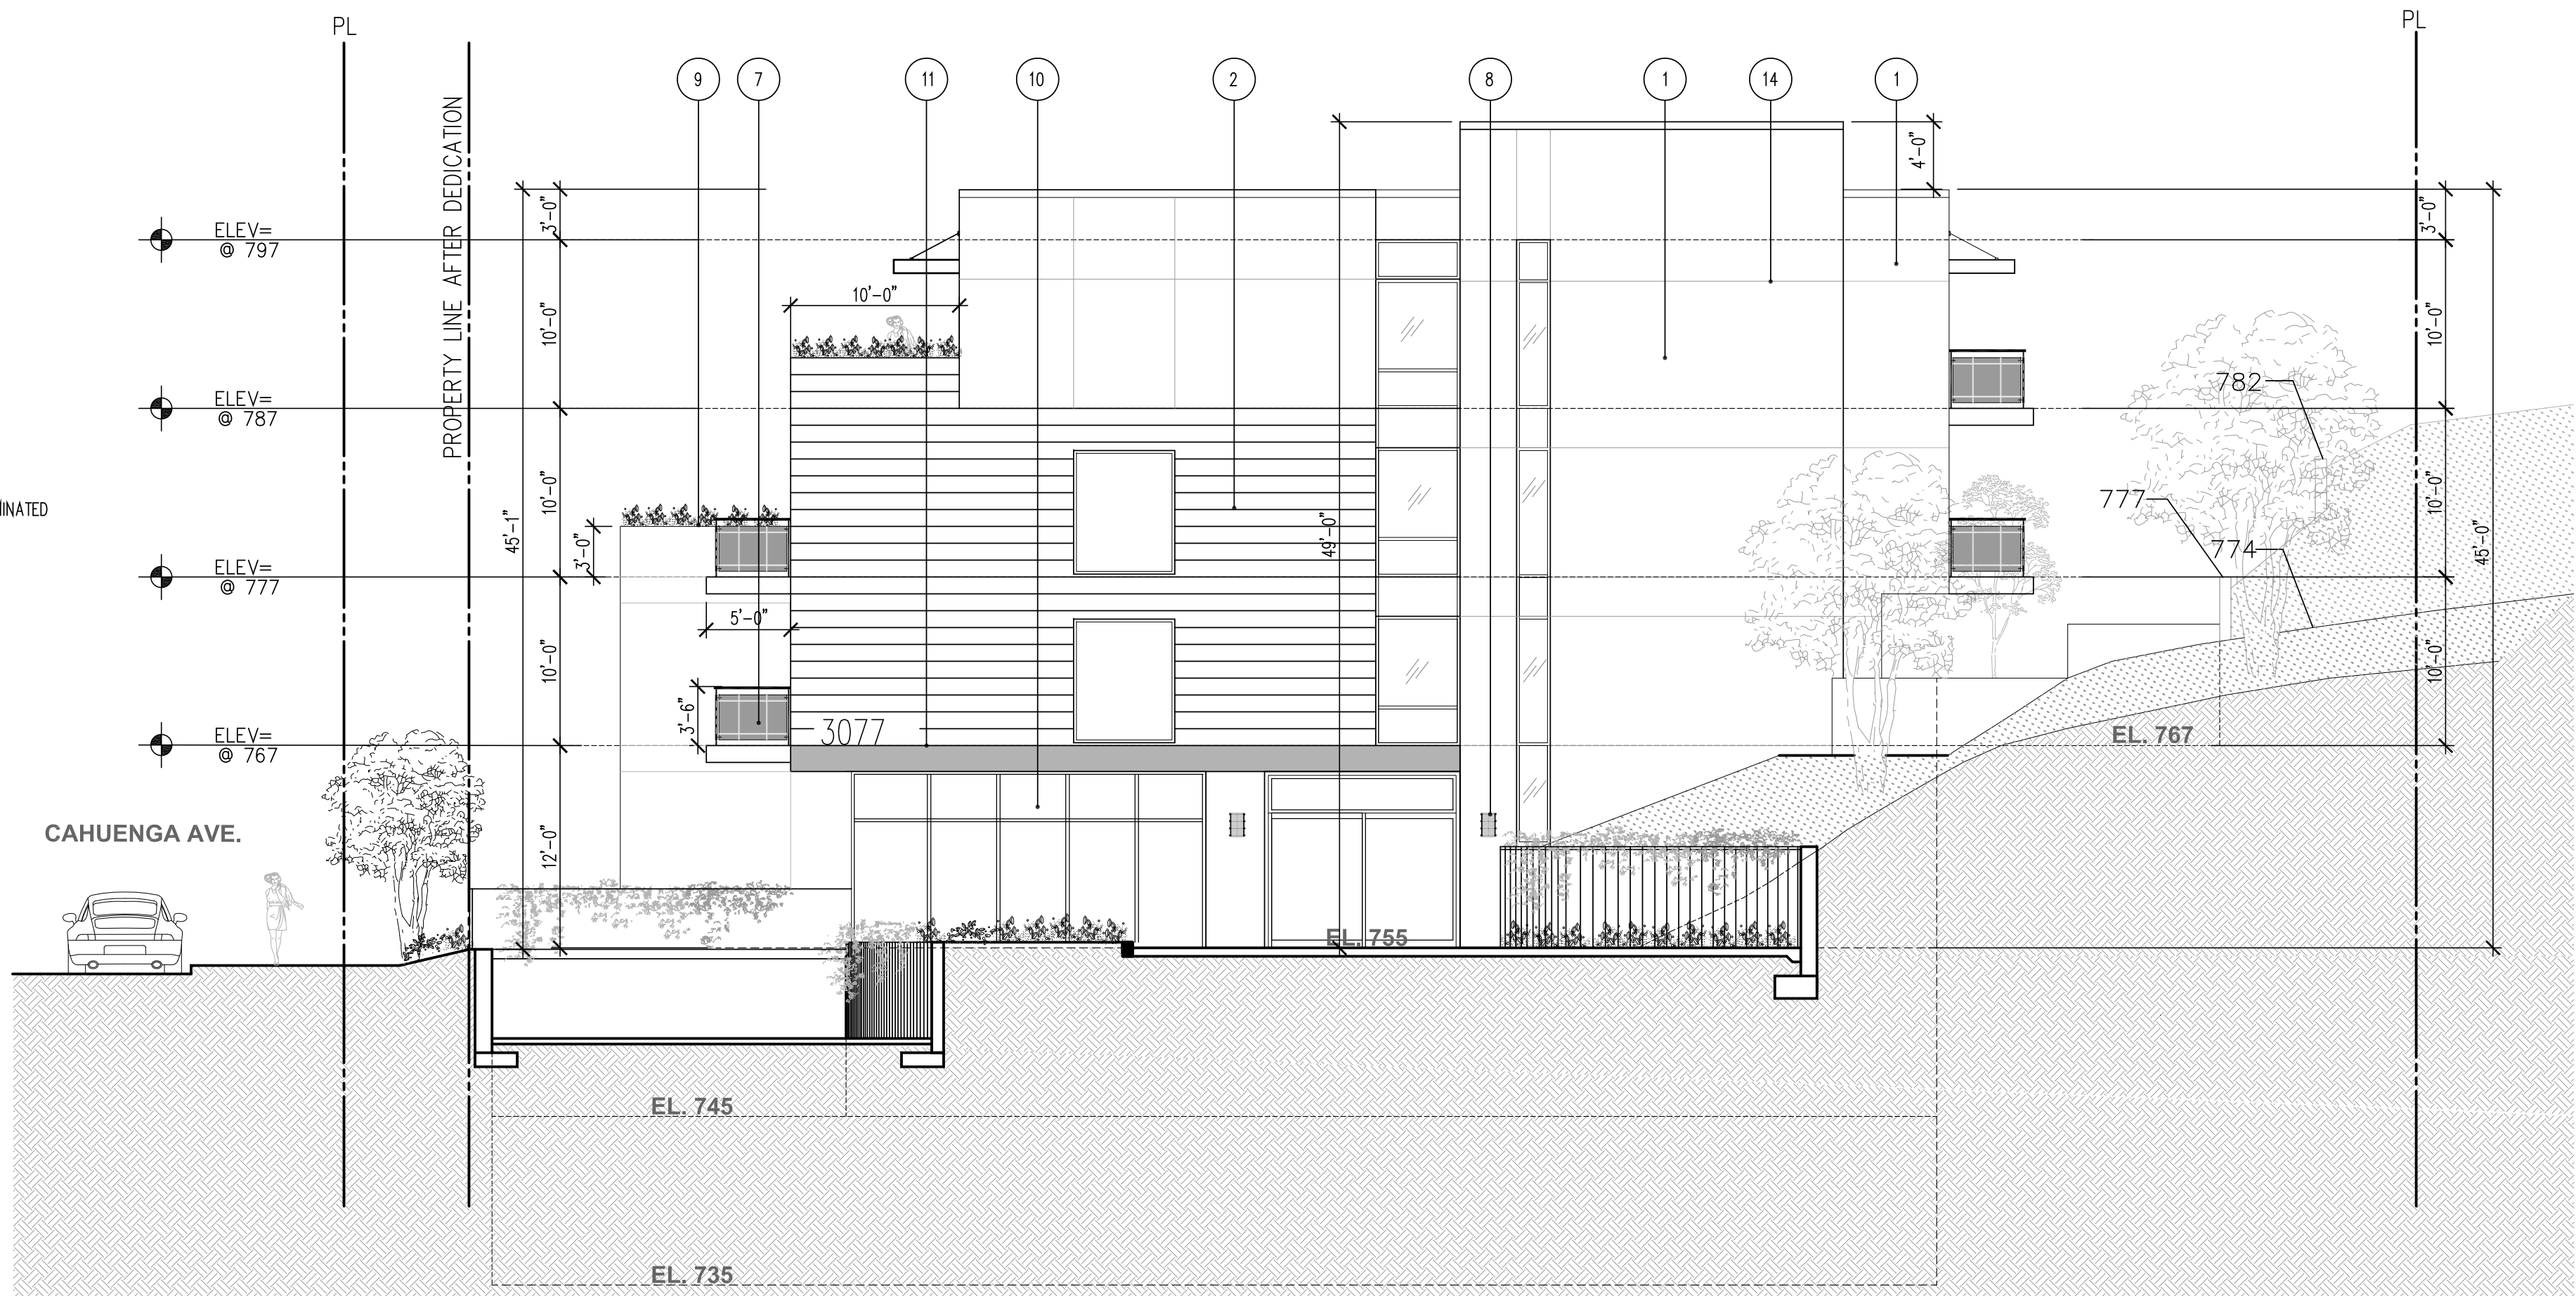 PL
PL
9
7
11
10
2
8
1
14
1
PROPERTY LINE AFTER DEDICATION
4'-0"
3'-0"
3'-0"
ELEV=
@ 797
10'-0"
10'-0"
10'-0"
ELEV=
@ 787
782
777
774
10'-0"
10'-0"
45'-1"
49'-0"
45'-0"
3'-0"
ELEV=
@ 777
5'-0"
10'-0"
10'-0"
3'-6"
3077
ELEV=
@ 767
EL. 767
CAHUENGA AVE.
12'-0"
EL. 755
EL. 745
EL. 735